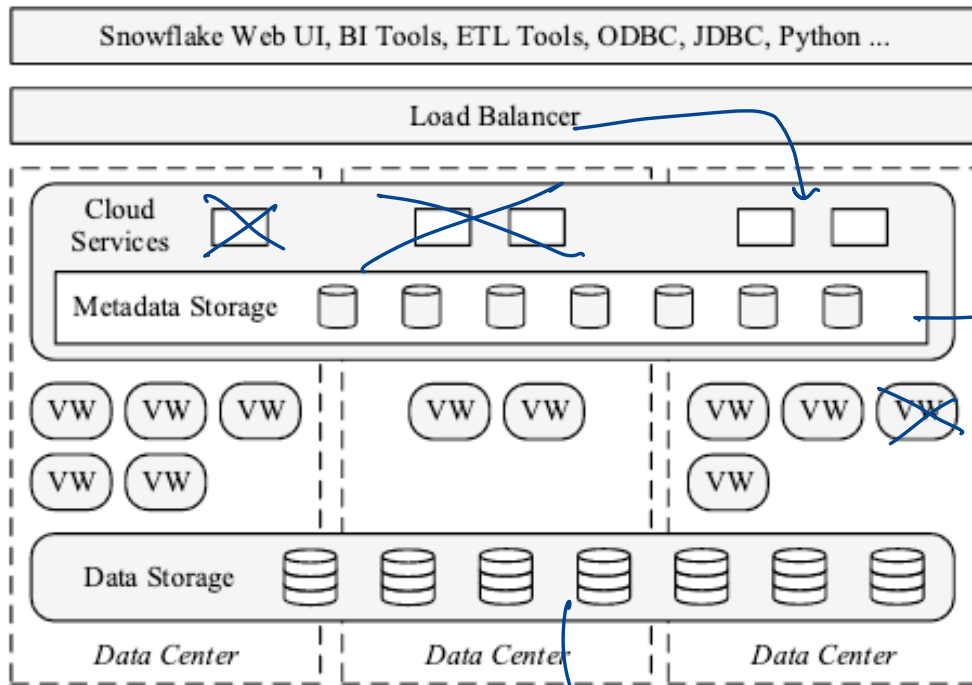 Snowflake Web UI, BI Tools, ETL Tools, ODBC, JDBC, Python ...
Load Balancer
Cloud
Services
Metadata Storage
VW VW VW VW VW VW VW VW
VW VW VW
Data Storage
Data Center Data Center Data Center